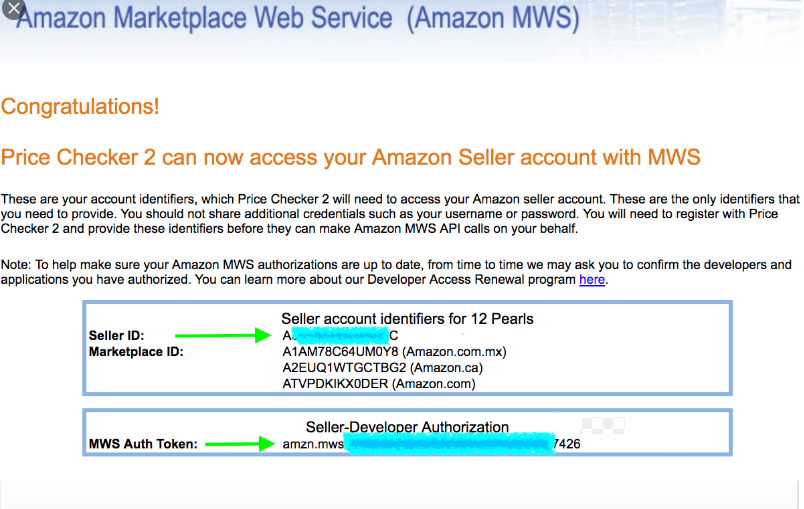 Amazon Marketplace Web Service (Amazon MWS)
Congratulations!
Price Checker 2 can now access your Amazon Seller account with MWS
These are your account identifiers, which Price Checker 2 will need to access your Amazon seller account. These are the only identifiers that
you need to provide. You should not share additional credentials such as your username or password. You will need to register with Price
Checker 2 and provide these identifiers before they can make Amazon MWS API calls on your behalf.
Note: To help make sure your Amazon MWS authorizations are up to date, from time to time we may ask you to confirm the developers and
applications you have authorized. You can learn more about our Developer Access Renewal program here.
Seller account identifiers for 12 Pearls
Seller ID: A C
Marketplace ID: A1AM78C64UM0Y8 (Amazon.com.mx)
A2EUQ1WTGCTBG2 (Amazon.ca)
ATVPDKIKX0DER (Amazon.com)
Seller-Developer Authorization
MWS Auth Token: amzn.mws 7426